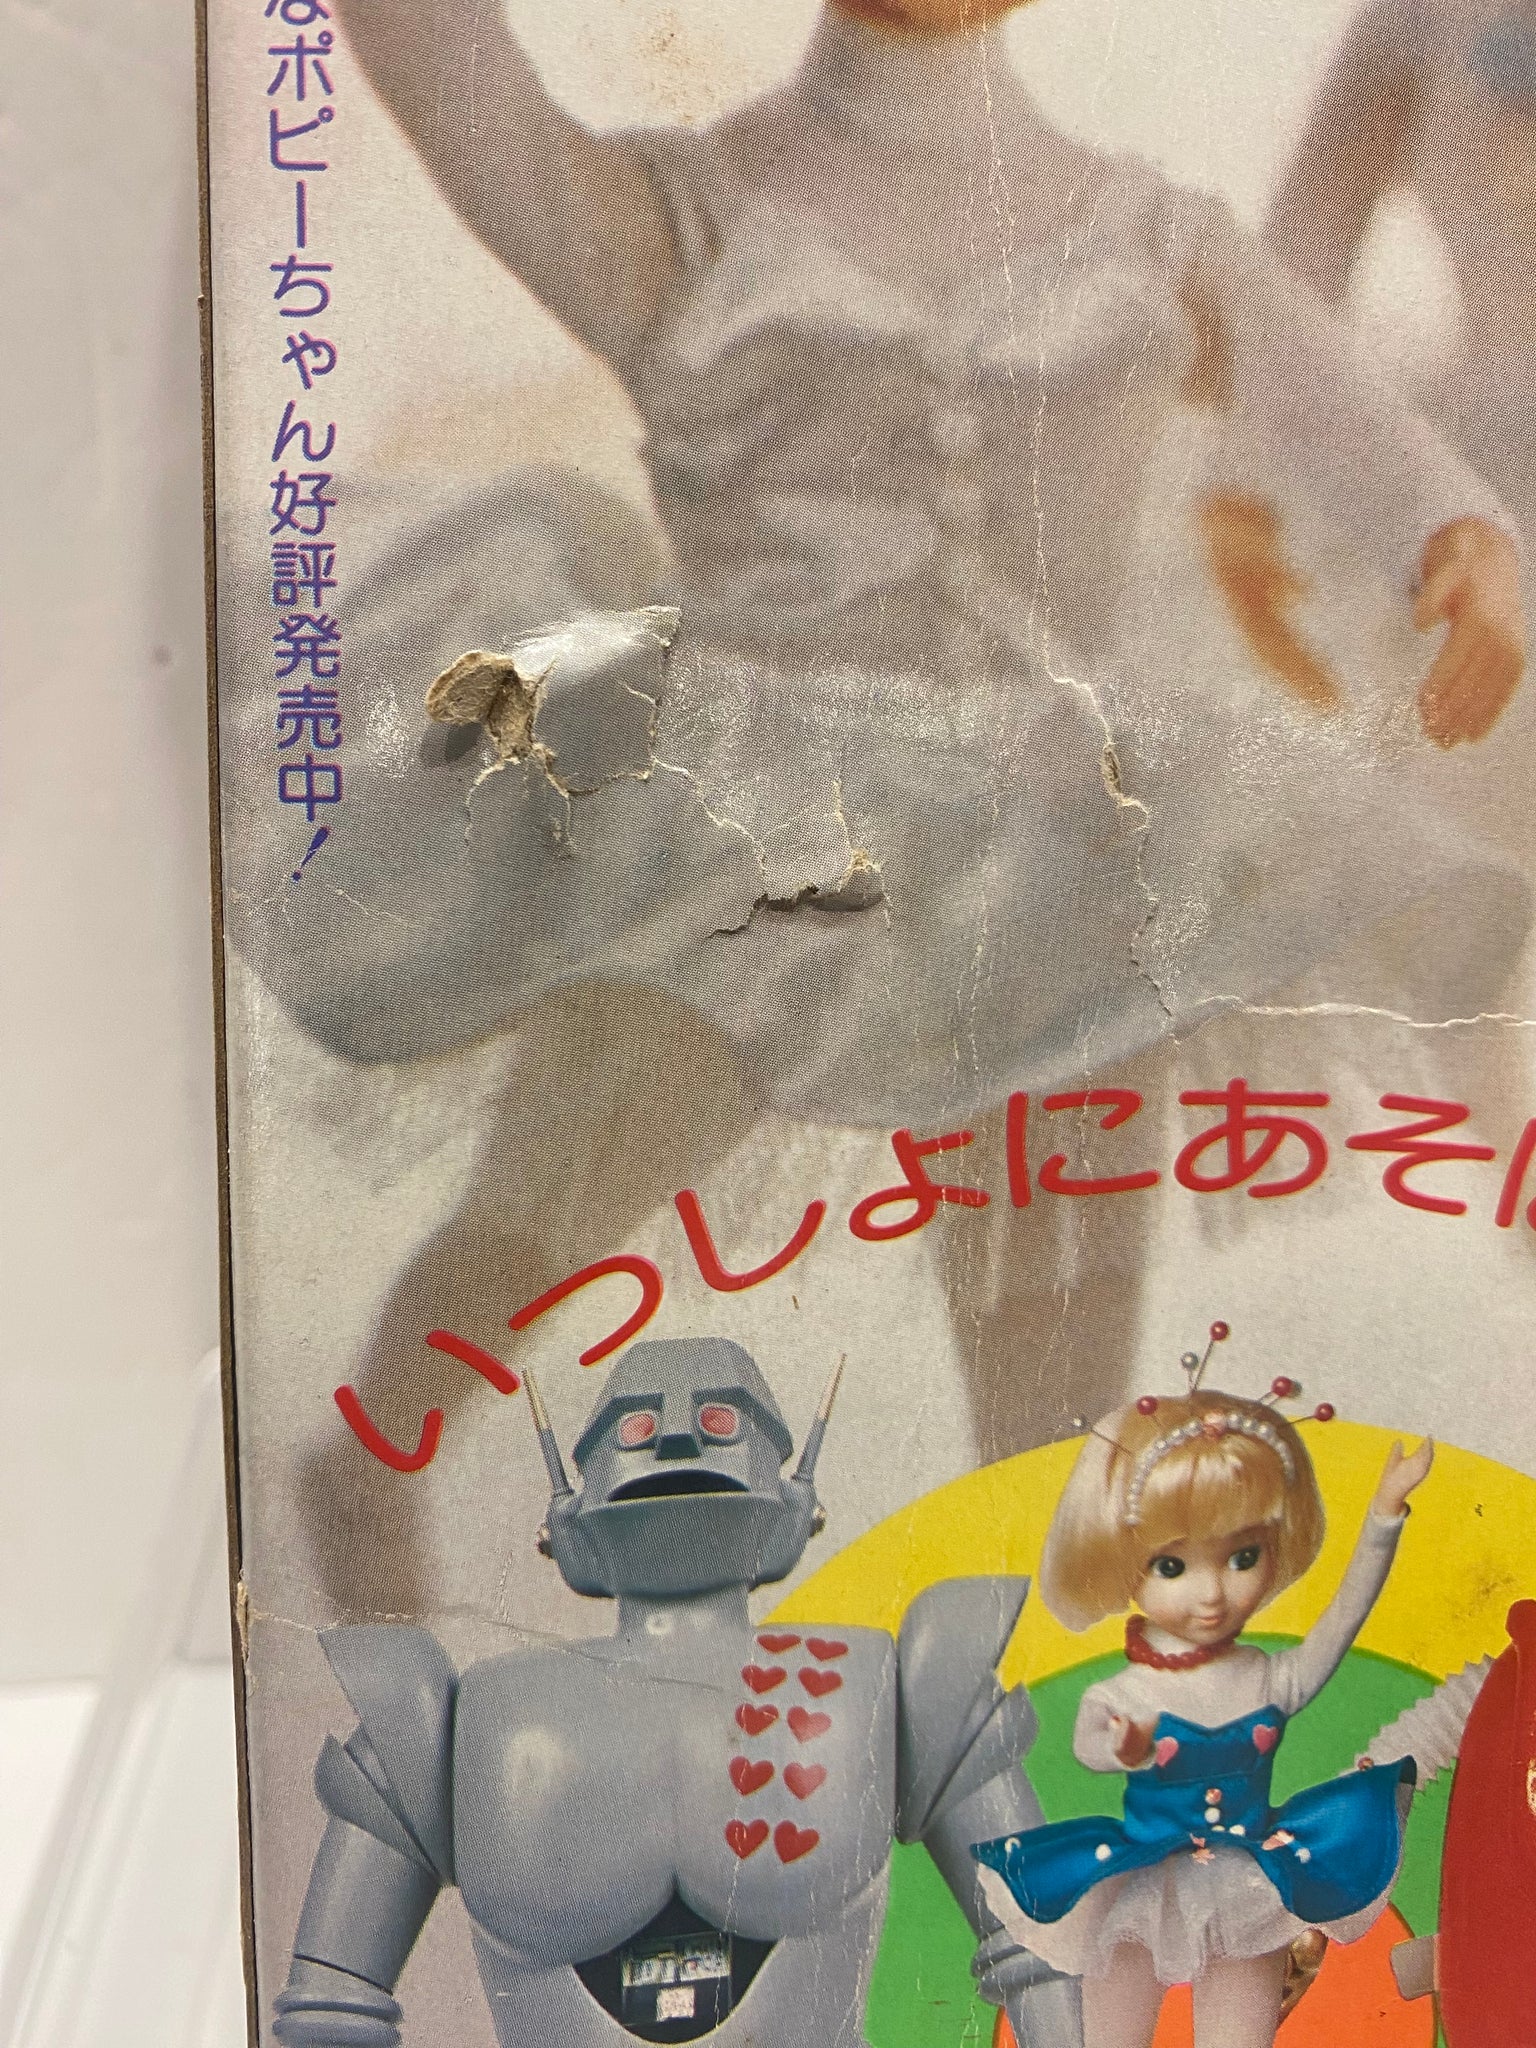 なポピーちゃん好評発売中!
いっしょにあそ